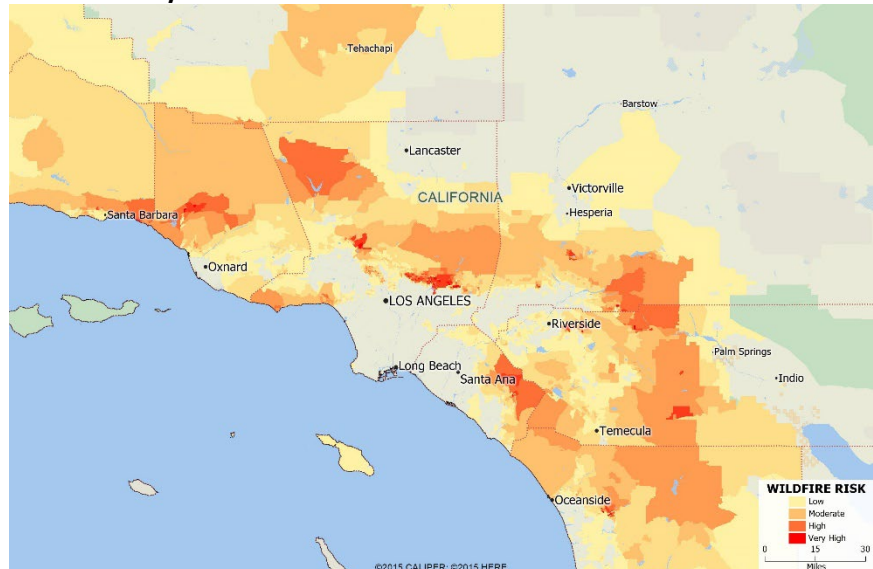 Tehachapi
Barstow
Lancaster
CALIFORNIA
Victorville
Hesperia
Santa Barbara
Oxnard
LOS ANGELES
Riverside
Palm Springs
Long Beach
Santa Ana
Indio
Temecula
Oceanside
WILDFIRE RISK
Low
Moderate
High
Very High
0 15 30
Miles
©2015 CALIPER; ©2015 HERE